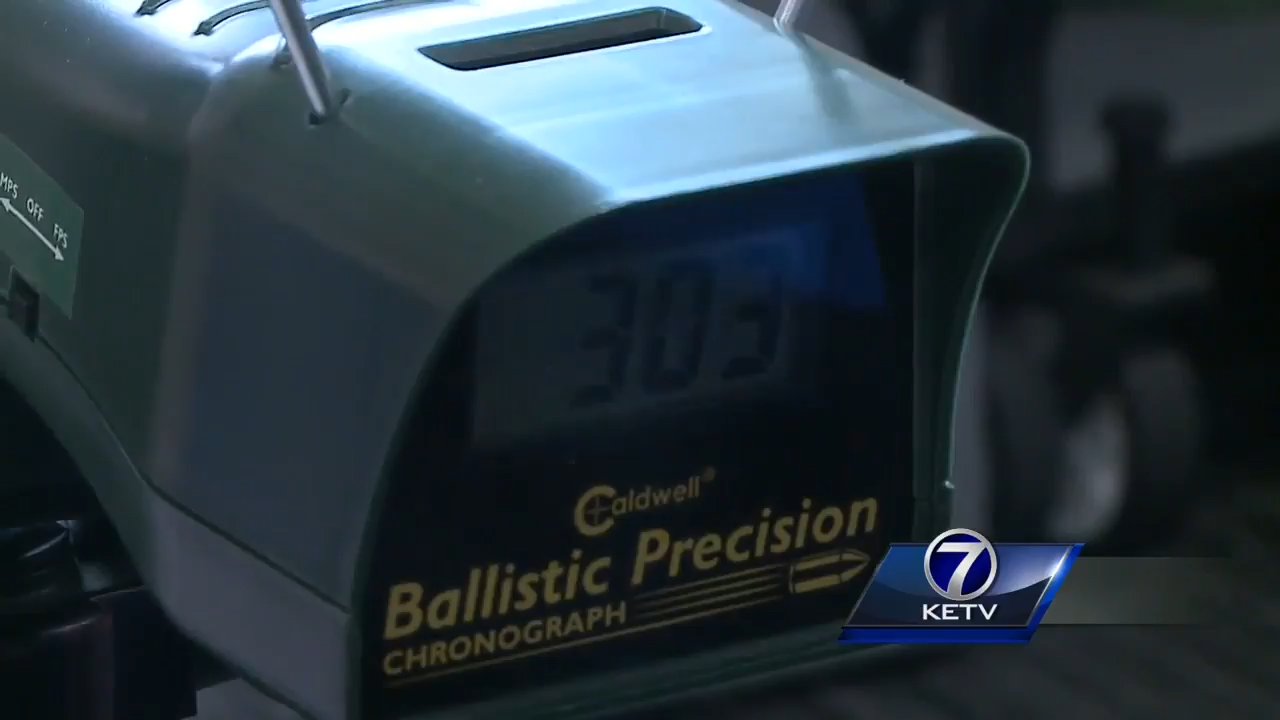 MPS OFF FPS
305
Caldwell®
Ballistic Precision
CHRONOGRAPH
7
KETV